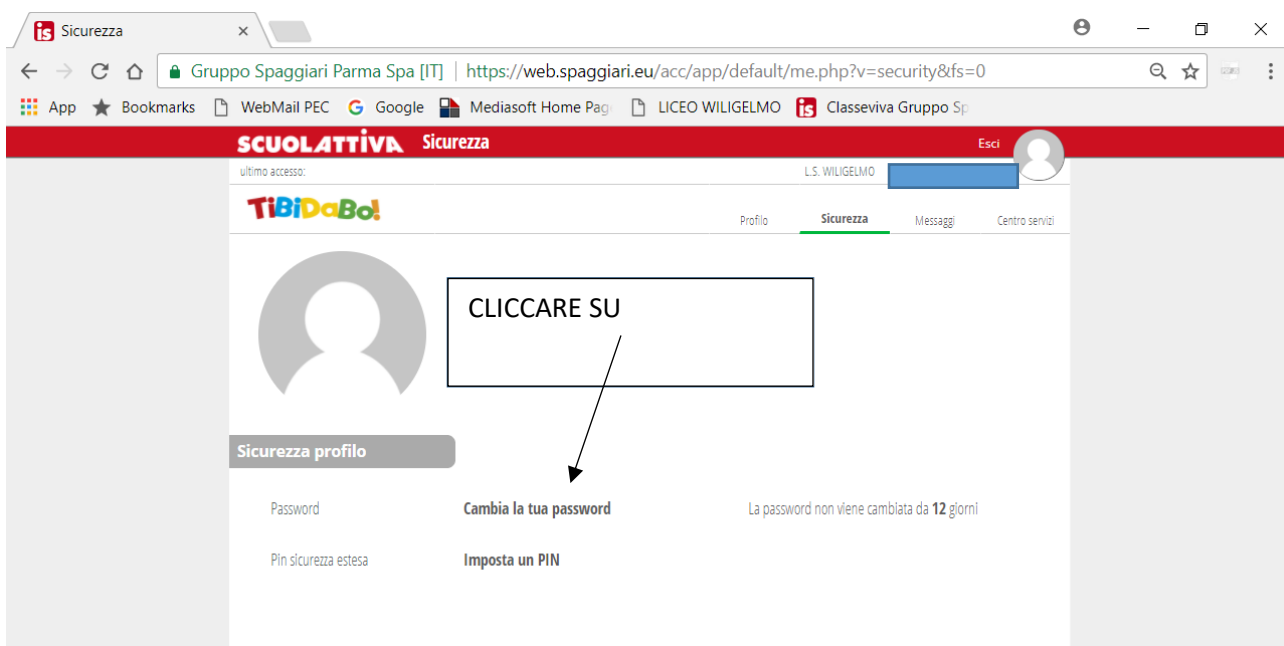 is Sicurezza
Gruppo Spaggiari Parma Spa [IT] | https://web.spaggiari.eu/acc/app/default/me.php?v=security&fs=0
App Bookmarks WebMail PEC G Google Mediasoft Home Pag LICEO WILIGELMO is Classeviva Gruppo Sp
SCUOLATTIVA Sicurezza Esci
ultimo accesso: L.S. WILIGELMO
TiBiDaBo!
Profilo Sicurezza Messaggi Centro servizi
CLICCARE SU
Sicurezza profilo
Password Cambia la tua password La password non viene cambiata da 12 giorni
Pin sicurezza estesa Imposta un PIN